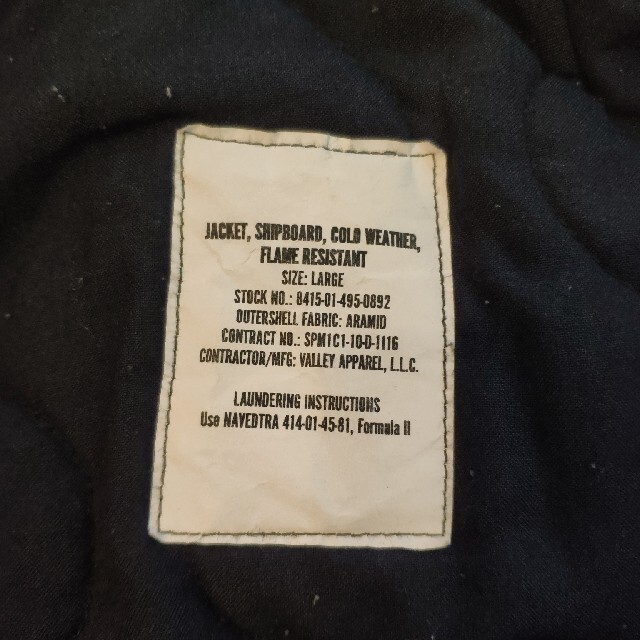 JACKET, SHIPBOARD, COLD WEATHER,
FLAME RESISTANT
SIZE: LARGE
STOCK NO.: 8415-01-495-0892
OUTERSHELL FABRIC: ARAMID
CONTRACT NO.: SPM1C1-10-D-1116
CONTRACTOR/MFG: VALLEY APPAREL, L.L.C.
LAUNDERING INSTRUCTIONS
Use NAVEDTRA 414-01-45-81, Formula II